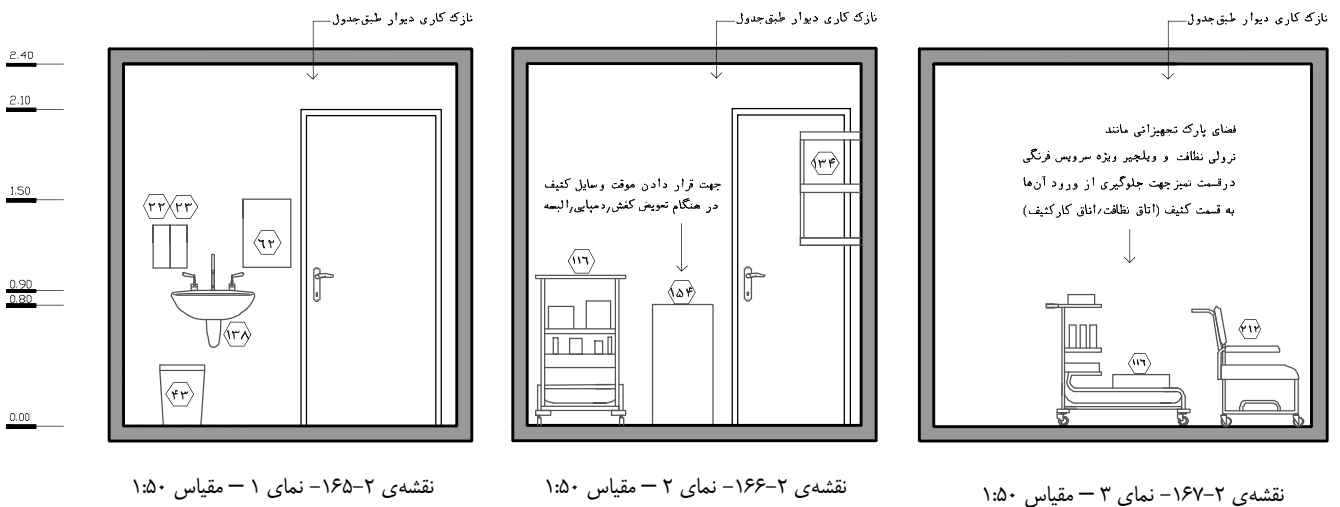 نازک کاری دیوار طبق جدول
نازک کاری دیوار طبق جدول
نازک کاری دیوار طبق جدول
2.40
2.10
1.50
0.90
0.80
0.00
۲۲
۲۳
۶۲
۱۳۸
۴۳
جهت قرار دادن موقت وسایل کثیف
در هنگام تعویض کفش٬دمپایی٬البسه
۱۳۴
۱۱۶
۱۵۴
فضای پارک تجهیزاتی مانند
ترولی نظافت و ویلچیر ویژه سرویس فرنگی
درقسمت تمیز جهت جلوگیری از ورود آن‌ها
به قسمت کثیف (اتاق نظافت٬اتاق کارکثیف)
۲۱۲
۱۱۶
نقشه‌ی ۲-۱۶۵- نمای ۱ – مقیاس ۱:۵۰
نقشه‌ی ۲-۱۶۶- نمای ۲ – مقیاس ۱:۵۰
نقشه‌ی ۲-۱۶۷- نمای ۳ – مقیاس ۱:۵۰